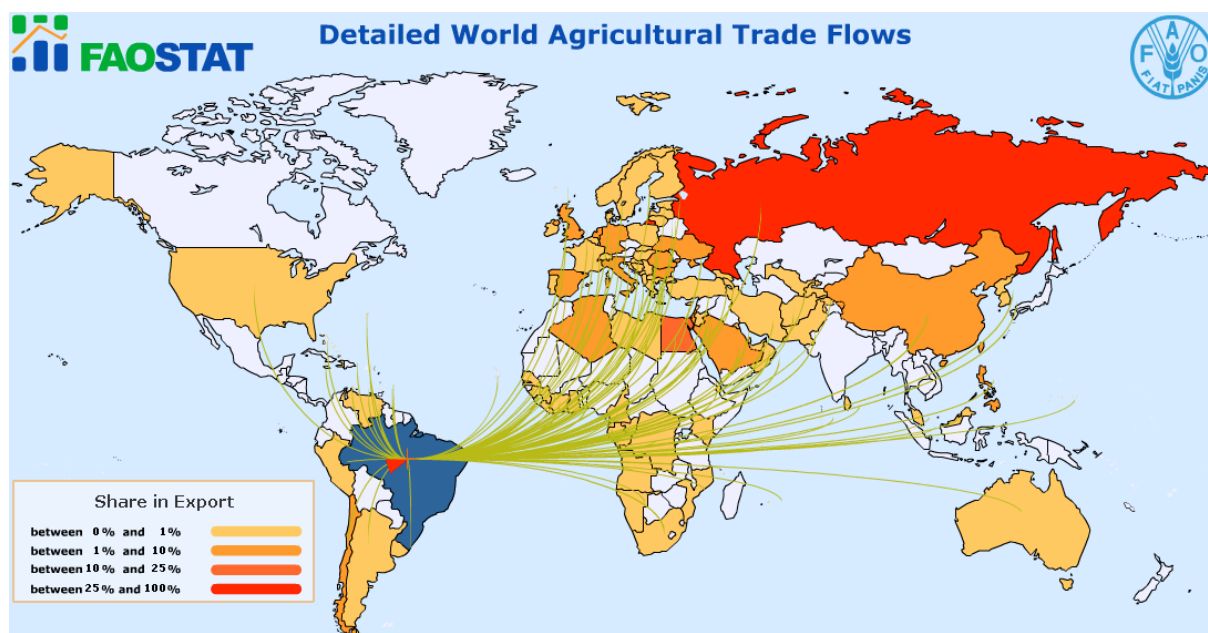 FAOSTAT
Detailed World Agricultural Trade Flows
F A O
FIAT PANIS
Share in Export
between 0% and 1%
between 1% and 10%
between 10% and 25%
between 25% and 100%